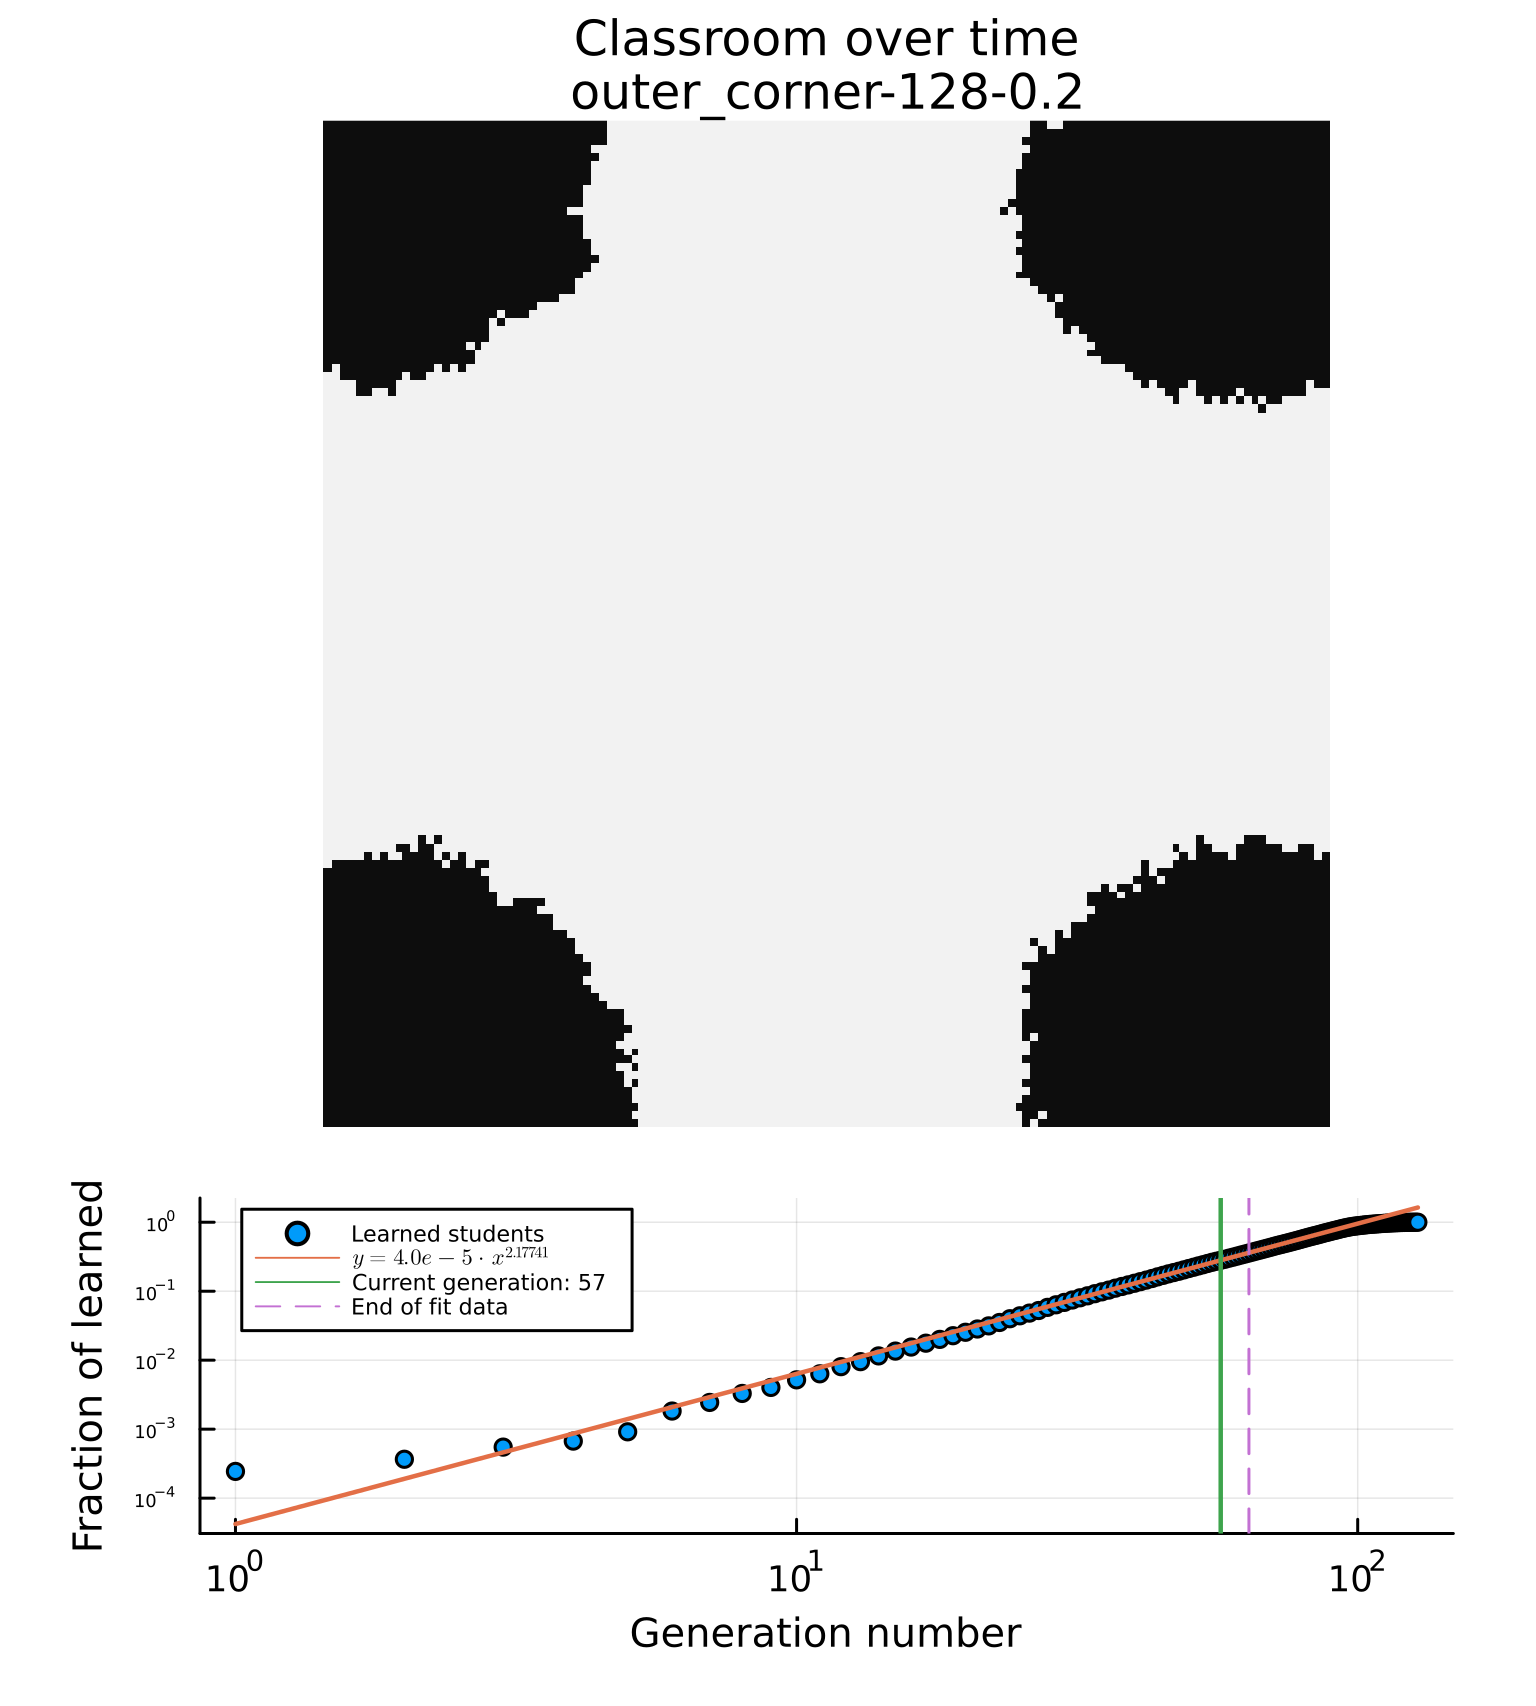 Classroom over time
outer_corner-128-0.2
Fraction of learned
10^0
10^-1
10^-2
10^-3
10^-4
Learned students
y = 4.0e − 5 · x^2.17741
Current generation: 57
End of fit data
10^0 10^1 10^2
Generation number